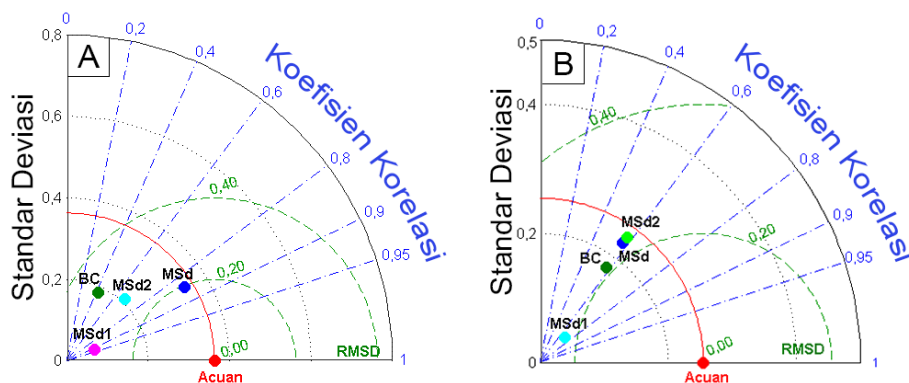 A
Standar Deviasi
0,8
0,6
0,4
0,2
0
0
0,2
0,4
0,6
0,8
0,9
0,95
1
Koefisien Korelasi
0,40
0,20
0,00
RMSD
BC
MSd2
MSd
MSd1
Acuan
B
Standar Deviasi
0,5
0,4
0,2
0
0
0,2
0,4
0,6
0,8
0,9
0,95
1
Koefisien Korelasi
0,40
0,20
0,00
RMSD
MSd2
MSd
BC
MSd1
Acuan